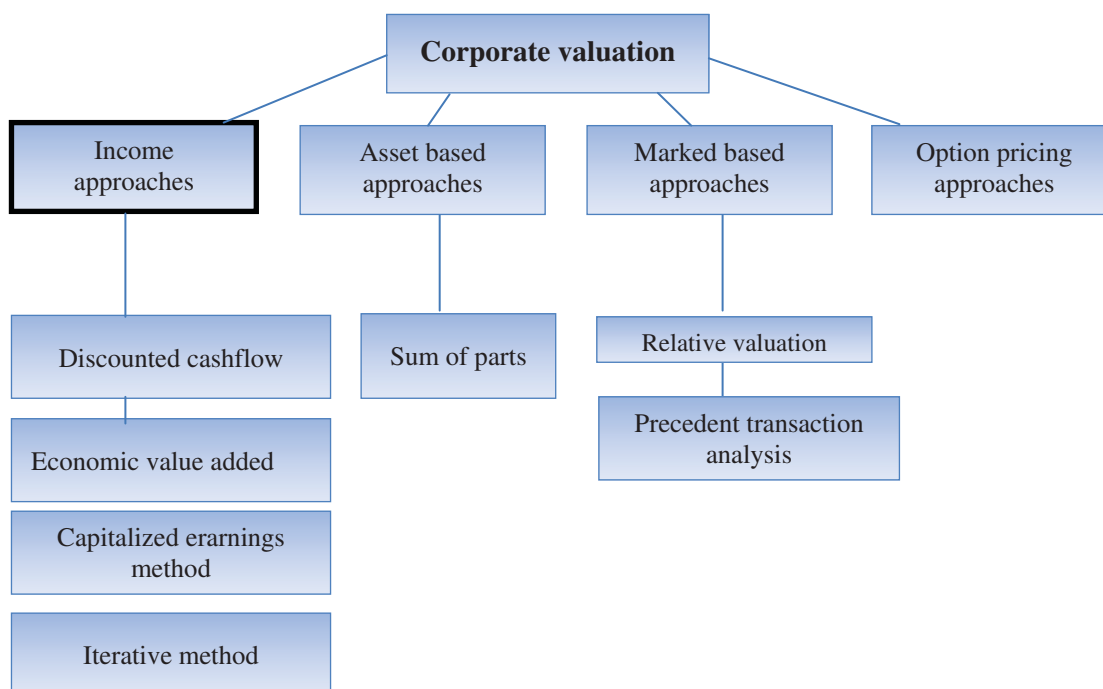 Corporate valuation
Income
approaches
Asset based
approaches
Marked based
approaches
Option pricing
approaches
Discounted cashflow
Sum of parts
Relative valuation
Precedent transaction
analysis
Economic value added
Capitalized erarnings
method
Iterative method